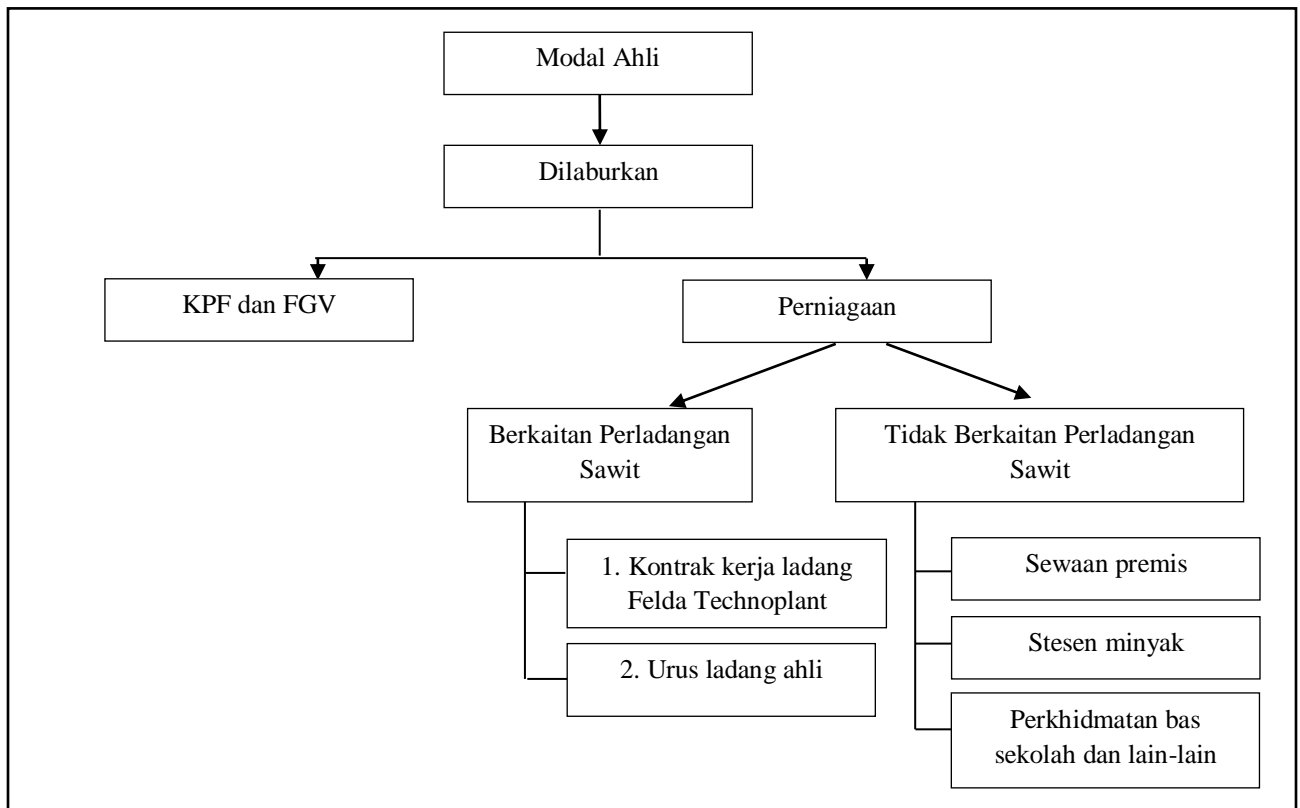 Modal Ahli
Dilaburkan
KPF dan FGV
Perniagaan
Berkaitan Perladangan
Sawit
Tidak Berkaitan Perladangan
Sawit
1. Kontrak kerja ladang
Felda Technoplant
2. Urus ladang ahli
Sewaan premis
Stesen minyak
Perkhidmatan bas
sekolah dan lain-lain